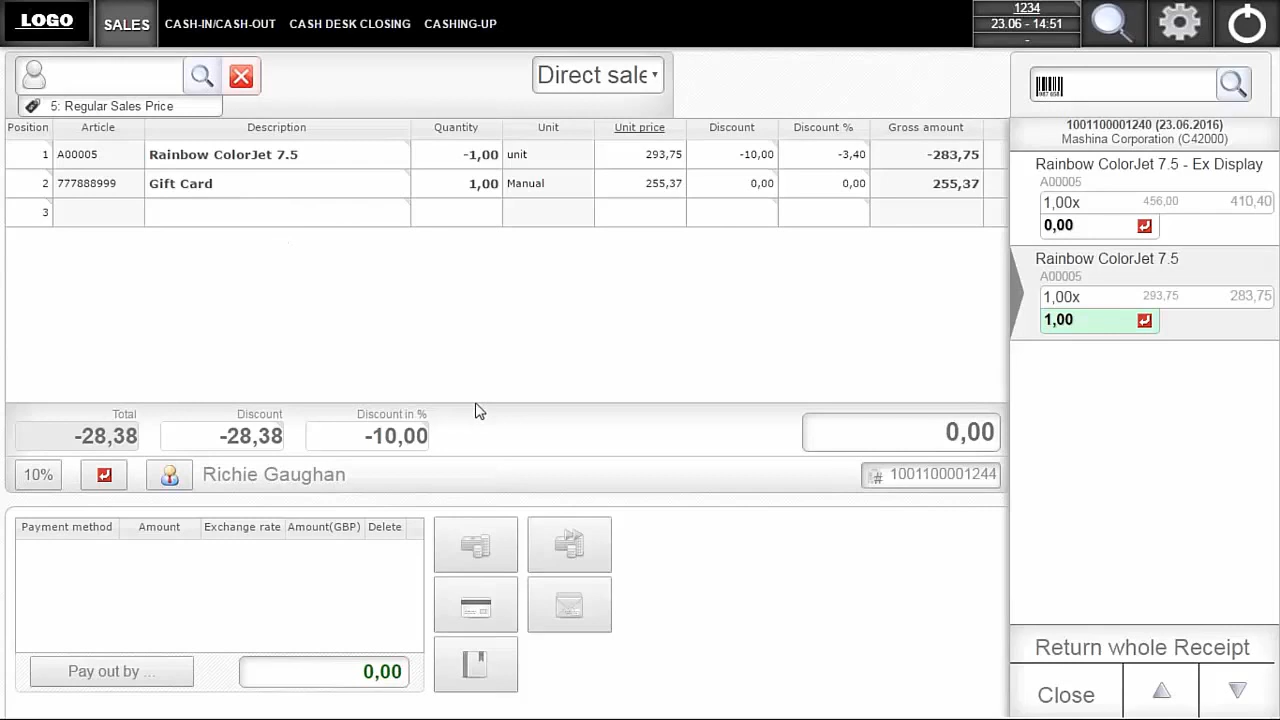 LOGO
SALES
CASH-IN/CASH-OUT
CASH DESK CLOSING
CASHING-UP
1234
23.06 - 14:51
-
Direct sale
5: Regular Sales Price
Position Article Description Quantity Unit Unit price Discount Discount % Gross amount
1 A00005 Rainbow ColorJet 7.5 -1,00 unit 293,75 -10,00 -3,40 -283,75
2 777888999 Gift Card 1,00 Manual 255,37 0,00 0,00 255,37
3
Total Discount Discount in %
-28,38 -28,38 -10,00 0,00
10% Richie Gaughan # 1001100001244
Payment method Amount Exchange rate Amount(GBP) Delete
Pay out by ... 0,00
1001100001240 (23.06.2016)
Mashina Corporation (C42000)
Rainbow ColorJet 7.5 - Ex Display
A00005
1,00x 456,00 410,40
0,00
Rainbow ColorJet 7.5
A00005
1,00x 293,75 283,75
1,00
Return whole Receipt
Close